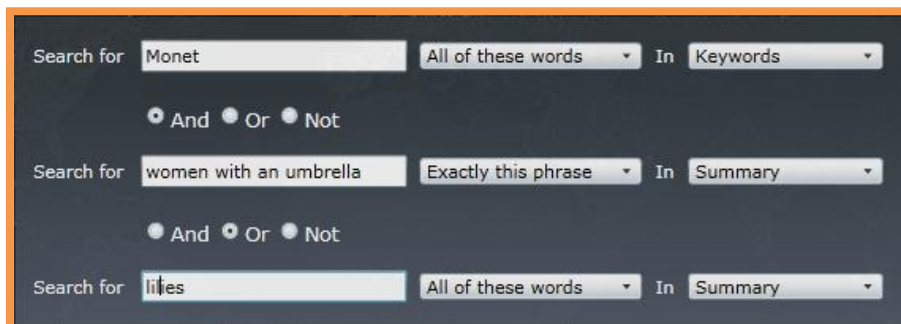 Search for Monet All of these words In Keywords
And Or Not
Search for women with an umbrella Exactly this phrase In Summary
And Or Not
Search for lilies All of these words In Summary